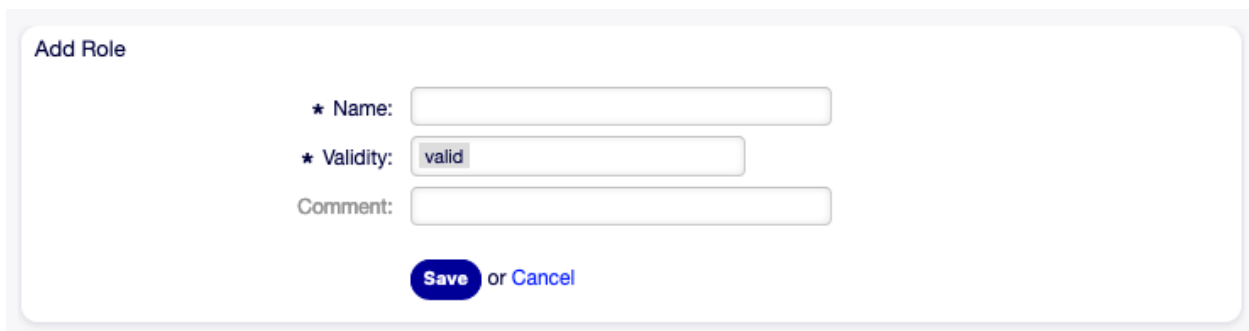 Add Role
★ Name:
★ Validity: valid
Comment:
Save or Cancel